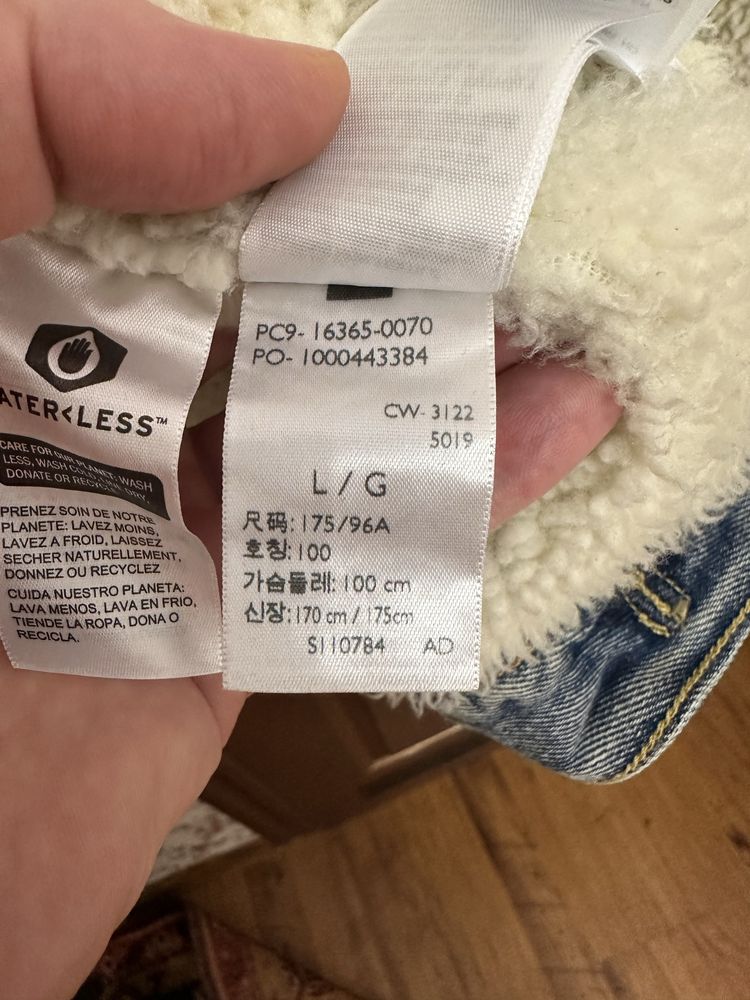 ATER<LESS™
CARE FOR OUR PLANET: WASH
LESS, WASH COLD, LINE DRY,
DONATE OR RECYCLE.
PRENEZ SOIN DE NOTRE
PLANETE: LAVEZ MOINS,
LAVEZ A FROID, LAISSEZ
SECHER NATURELLEMENT,
DONNEZ OU RECYCLEZ
CUIDA NUESTRO PLANETA:
LAVA MENOS, LAVA EN FRIO,
TIENDE LA ROPA, DONA O
RECICLA.
PC9- 16365-0070
PO- 1000443384
CW- 3122
5019
L / G
尺码: 175/96A
호칭: 100
가슴둘레: 100 cm
신장: 170 cm / 175cm
S110784 AD